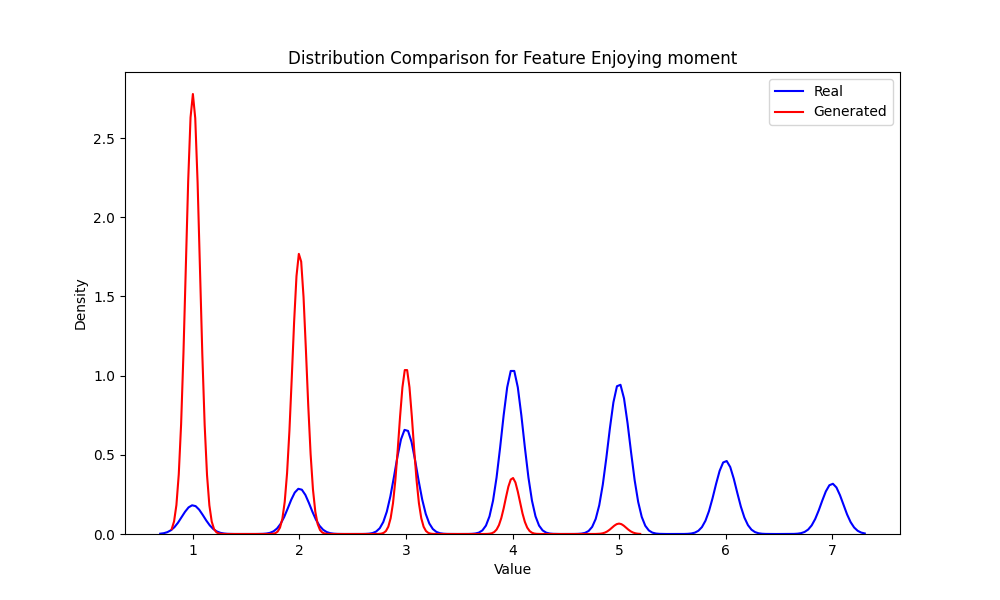 Distribution Comparison for Feature Enjoying moment
Real
Generated
2.5
2.0
1.5
1.0
0.5
0.0
Density
1 2 3 4 5 6 7
Value